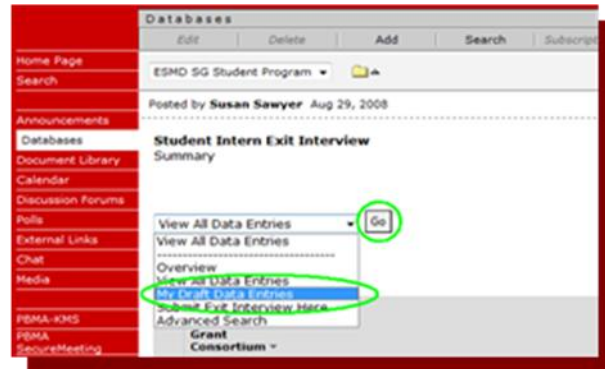 Databases
Edit Delete Add Search Subscript
Home Page
Search
Announcements
Databases
Document Library
Calendar
Discussion Forums
Polls
External Links
Chat
Media
PBMA-KMS
PBMA
SecureMeeting
ESMD SG Student Program
Posted by Susan Sawyer Aug 29, 2008
Student Intern Exit Interview
Summary
View All Data Entries Go
View All Data Entries
--------------------------------
Overview
View All Data Entries
My Draft Data Entries
Submit Exit Interview Here
Advanced Search
Grant
Consortium